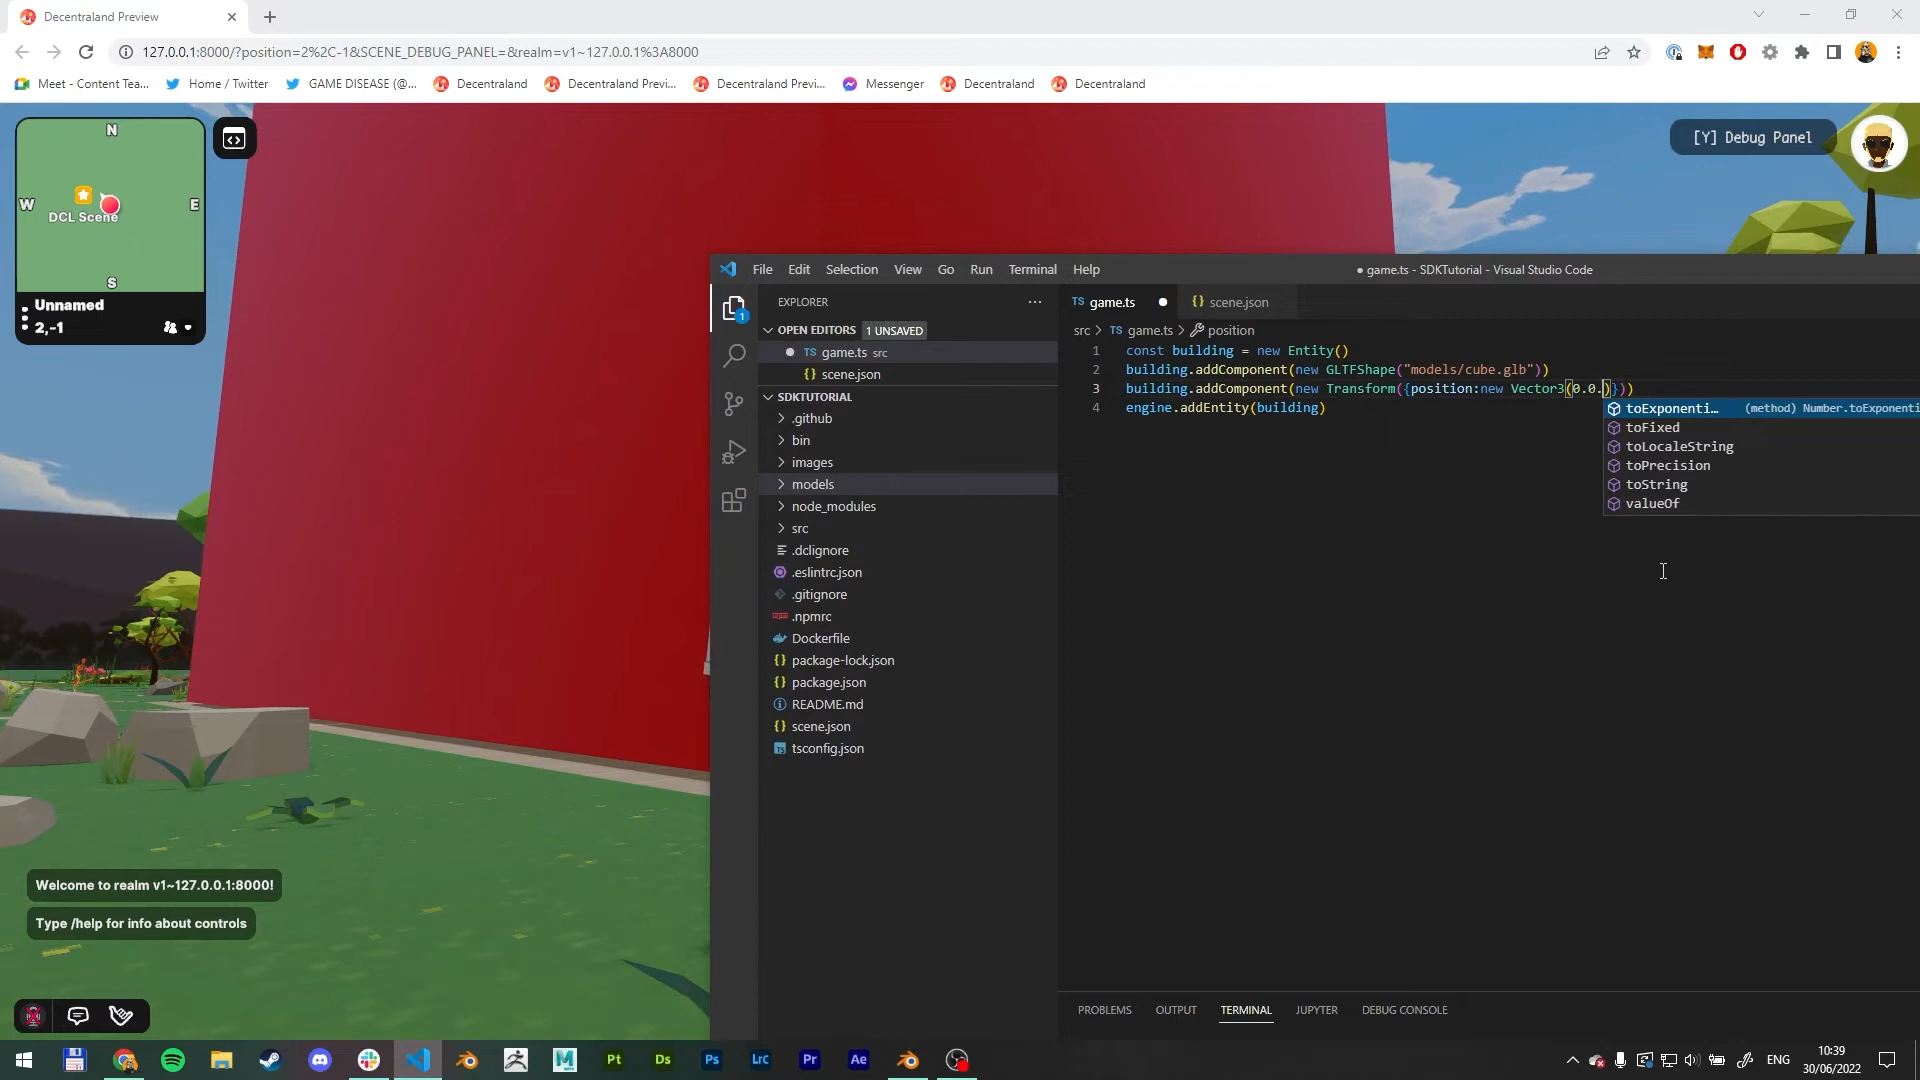 Decentraland Preview
127.0.0.1:8000/?position=2%2C-1&SCENE_DEBUG_PANEL=&realm=v1~127.0.0.1%3A8000
Meet - Content Tea...
Home / Twitter
GAME DISEASE (@...
Decentraland
Decentraland Previ...
Decentraland Previ...
Messenger
Decentraland
Decentraland
N
W
E
S
DCL Scene
Unnamed
2,-1
[Y] Debug Panel
File Edit Selection View Go Run Terminal Help
● game.ts - SDKTutorial - Visual Studio Code
EXPLORER
OPEN EDITORS 1 UNSAVED
TS game.ts src
{} scene.json
SDKTUTORIAL
.github
bin
images
models
node_modules
src
.dclignore
.eslintrc.json
.gitignore
.npmrc
Dockerfile
package-lock.json
package.json
README.md
scene.json
tsconfig.json
1
TS game.ts
{} scene.json
src > TS game.ts > position
1 const building = new Entity()
2 building.addComponent(new GLTFShape("models/cube.glb"))
3 building.addComponent(new Transform({position:new Vector3(0.0.)}))
4 engine.addEntity(building)
toExponenti... (method) Number.toExponenti
toFixed
toLocaleString
toPrecision
toString
valueOf
PROBLEMS OUTPUT TERMINAL JUPYTER DEBUG CONSOLE
Welcome to realm v1~127.0.0.1:8000!
Type /help for info about controls
Pt
Ds
Ps
Lrc
Pr
Ae
ENG
10:39
30/06/2022